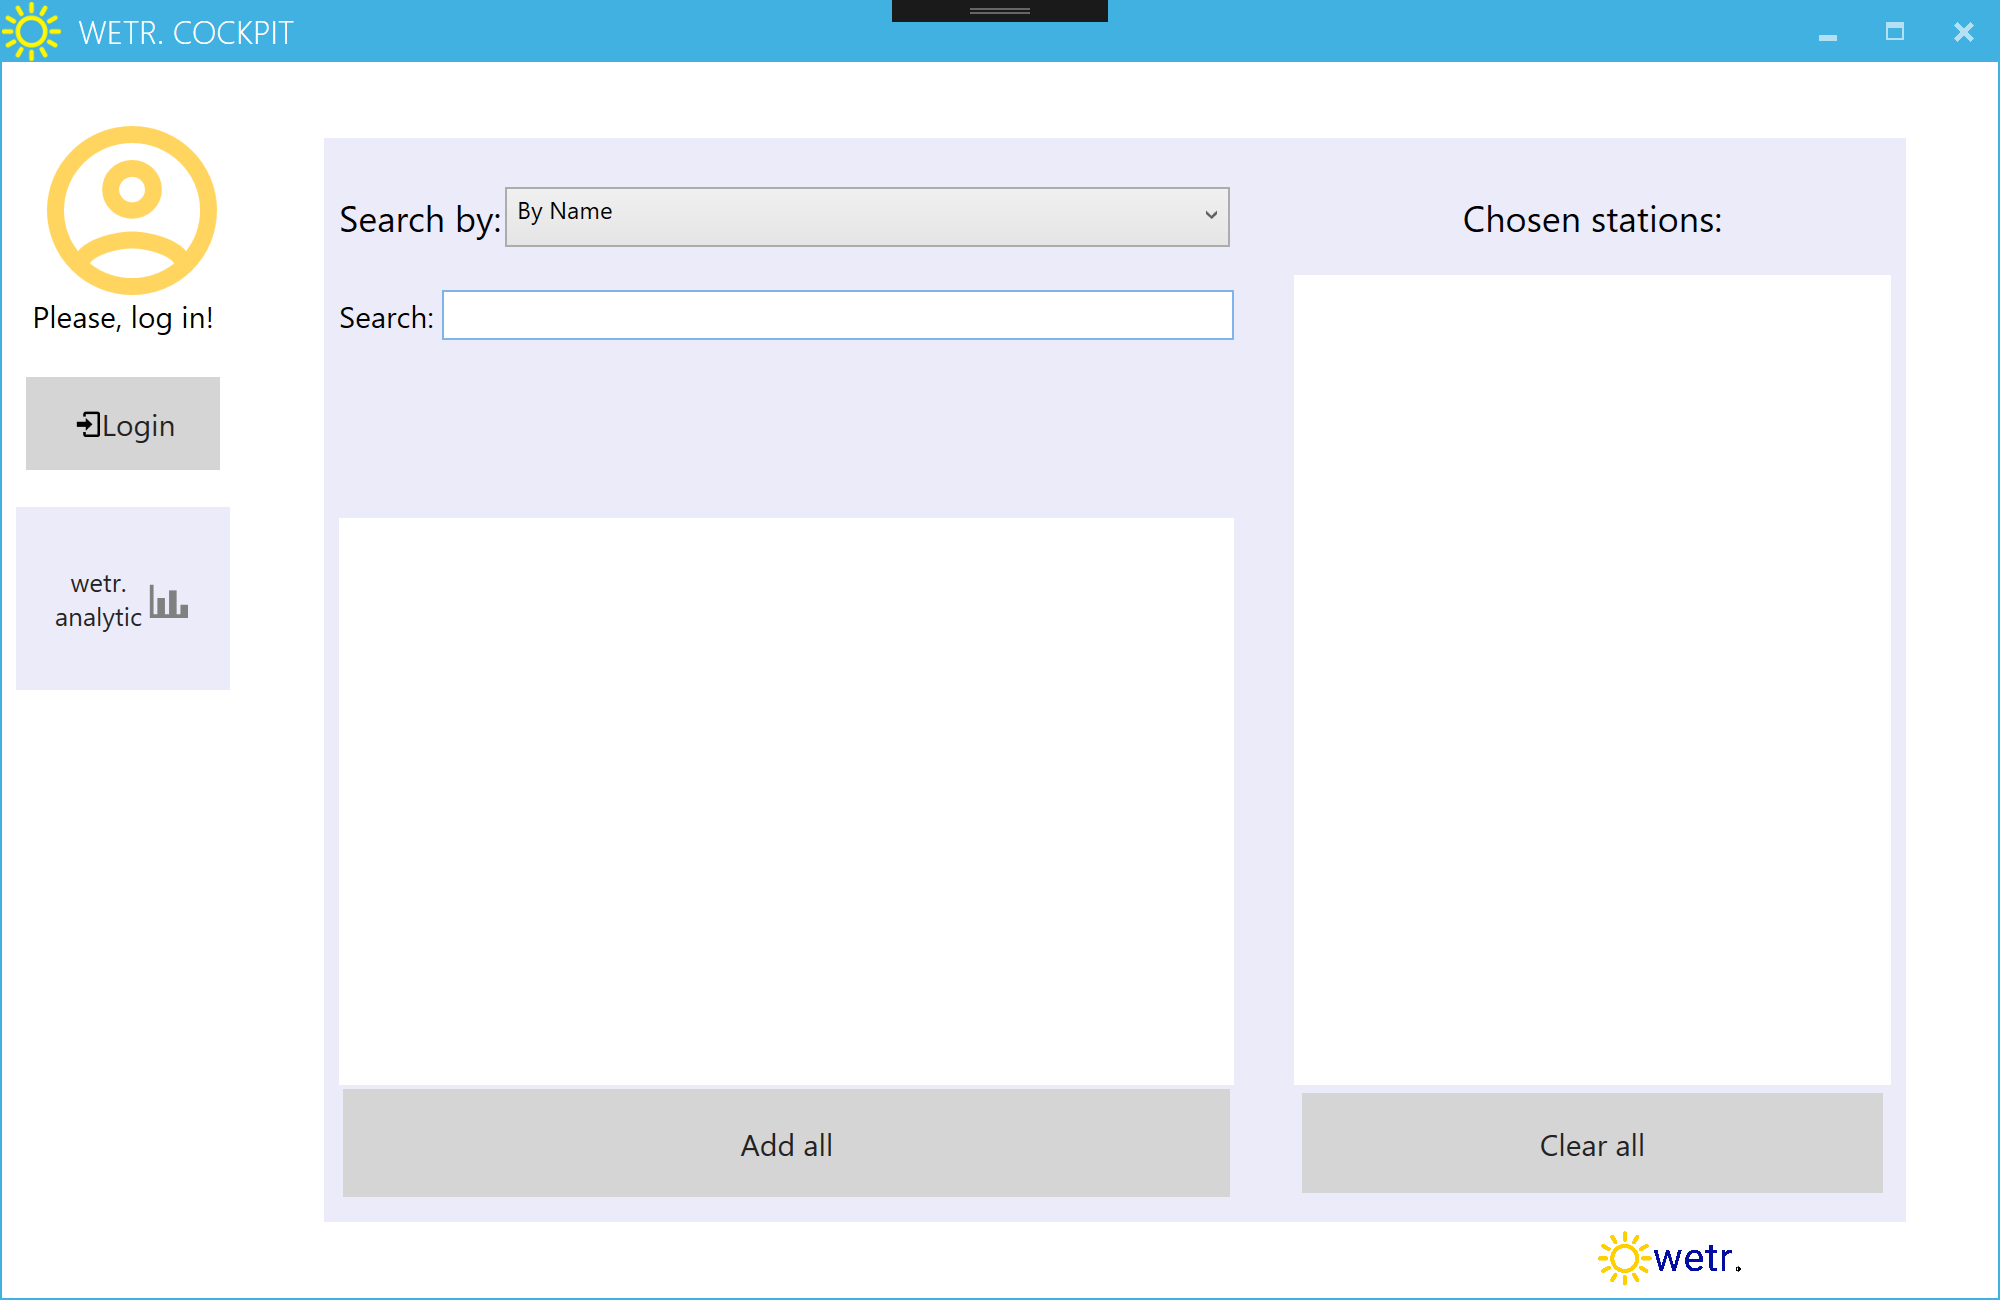 WETR. COCKPIT
Please, log in!
Login
wetr.
analytic
Search by:
By Name
Search:
Chosen stations:
Add all
Clear all
wetr.